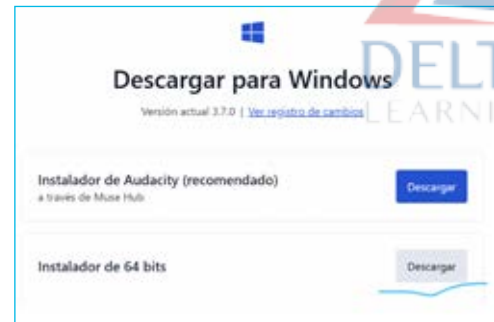 Descargar para Windows
Versión actual 3.7.0 | Ver registro de cambios
Instalador de Audacity (recomendado)
a través de Muse Hub
Descargar
Instalador de 64 bits
Descargar
DELT
LEARNI